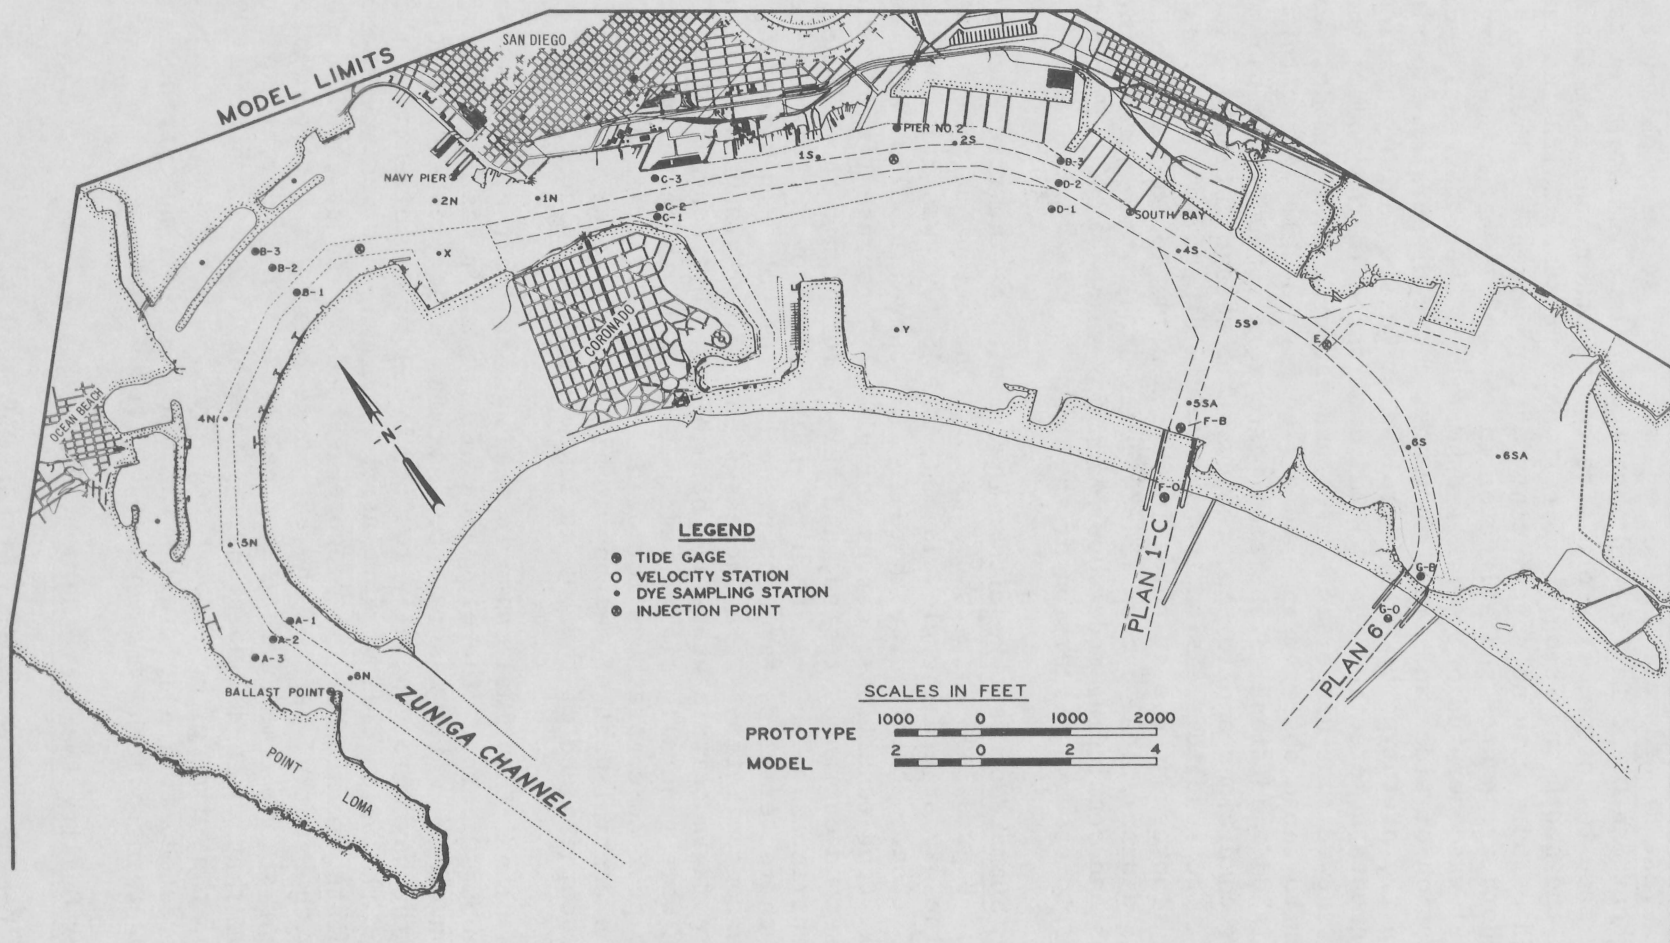 SAN DIEGO
MODEL LIMITS
PIER NO. 2
2S
1S
NAVY PIER
C-3
B-3
D-2
2N
1N
C-2
C-1
D-1
SOUTH BAY
B-3
B-2
X
4S
B-1
5S
Y
E
CORONADO
OCEAN BEACH
4N
5SA
F-B
6S
6SA
N
F-O
5N
PLAN 1-C
LEGEND
TIDE GAGE
VELOCITY STATION
DYE SAMPLING STATION
INJECTION POINT
G-B
G-O
A-1
A-2
A-3
6N
BALLAST POINT
PLAN 6
ZUNIGA CHANNEL
SCALES IN FEET
1000 0 1000 2000
PROTOTYPE
2 0 2 4
MODEL
POINT
LOMA